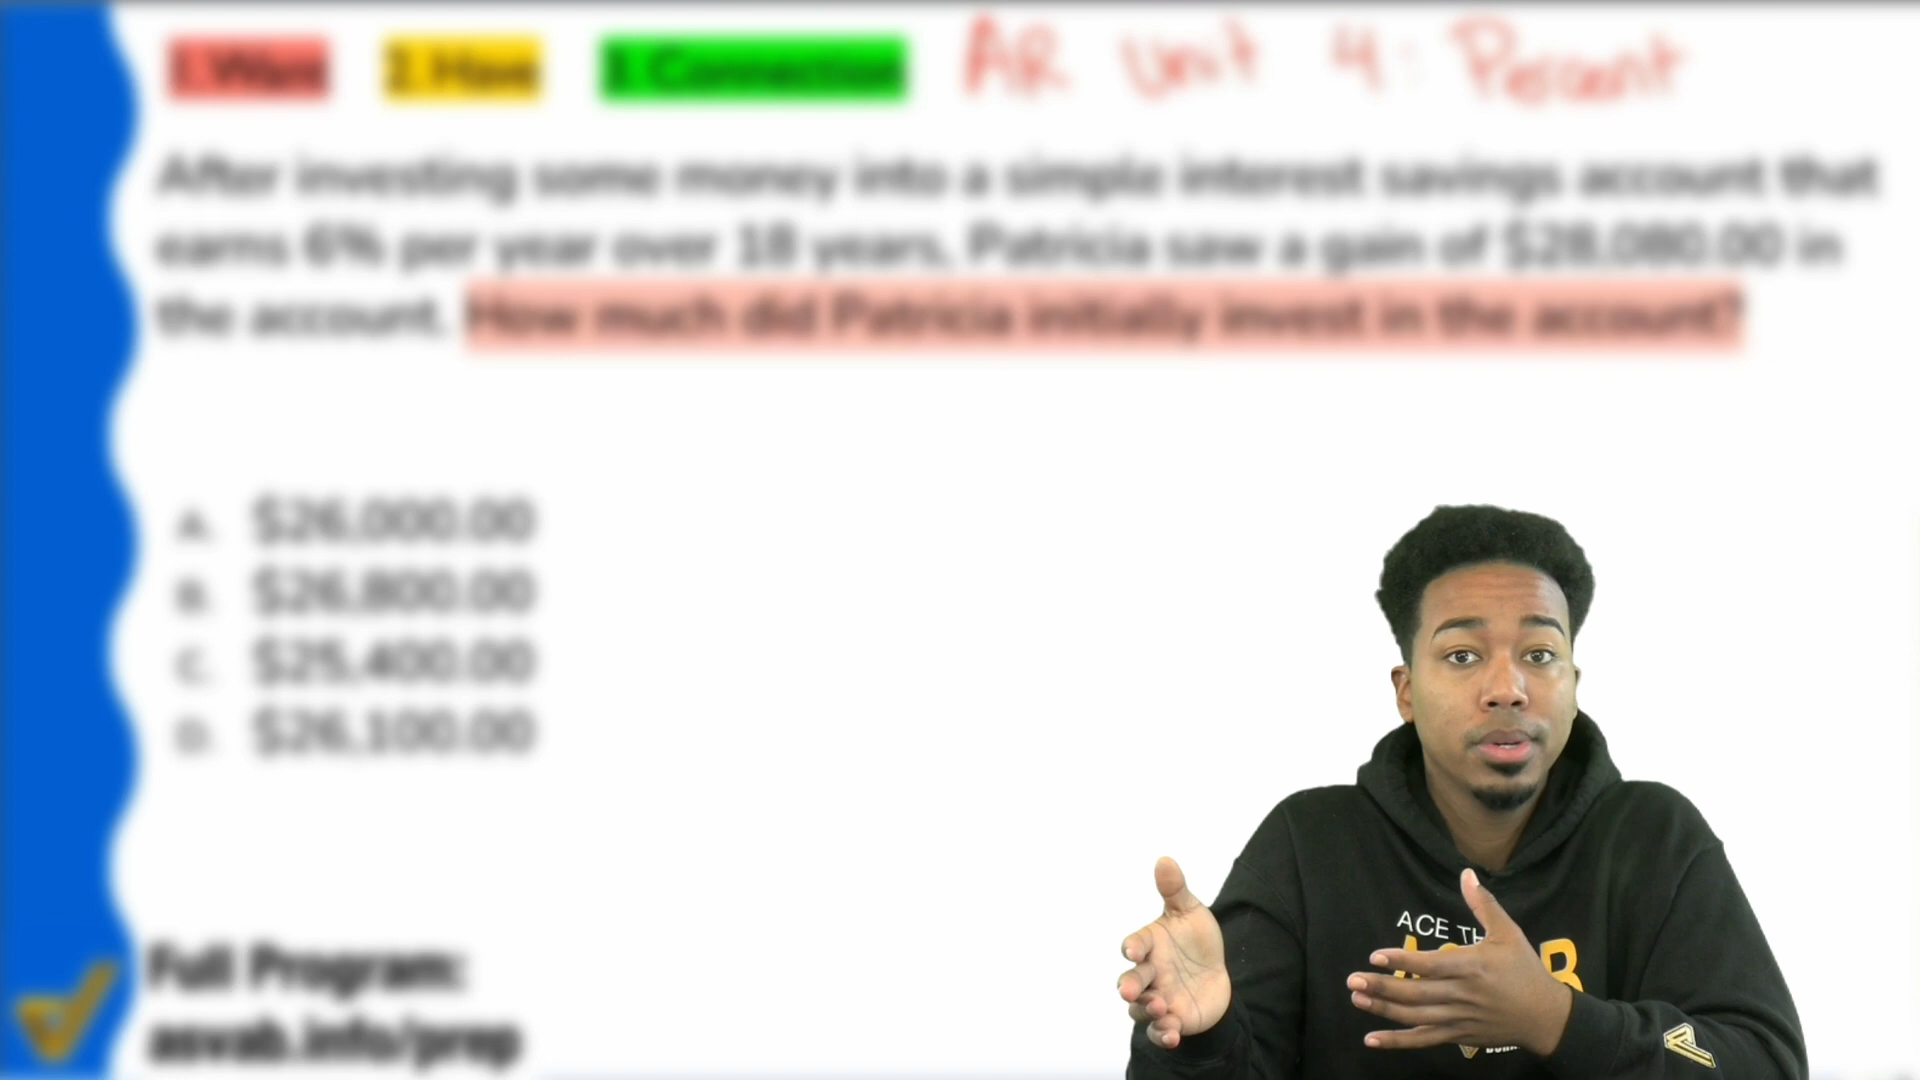 1. Want 2. Have 3. Connection AR Unit 4: Percent
After investing some money into a simple interest savings account that
earns 6% per year over 18 years, Patricia saw a gain of $28,080.00 in
the account. How much did Patricia initially invest in the account?
A. $26,000.00
B. $26,800.00
C. $25,400.00
D. $26,100.00
ACE TH
B
Full Program:
asvab.info/prep